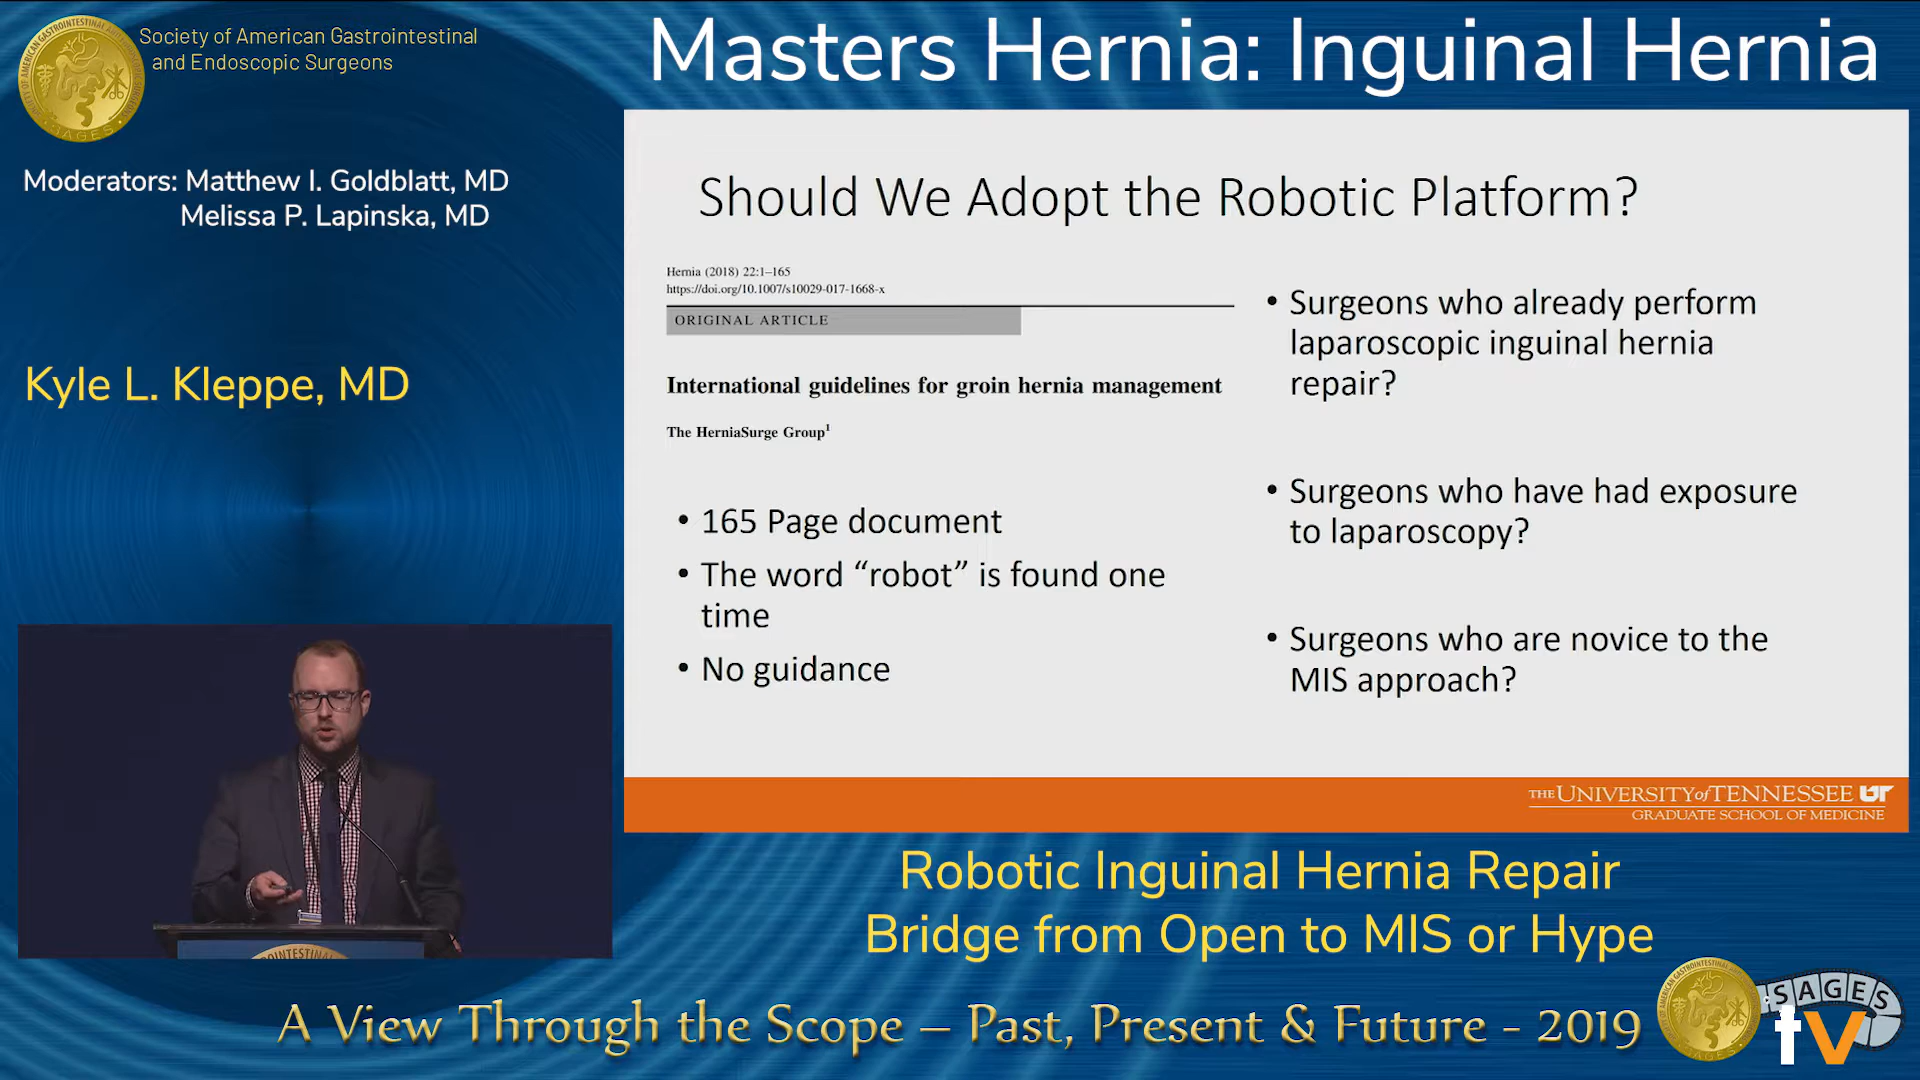 Society of American Gastrointestinal
and Endoscopic Surgeons
Masters Hernia: Inguinal Hernia
Moderators: Matthew I. Goldblatt, MD
Melissa P. Lapinska, MD
Kyle L. Kleppe, MD
Should We Adopt the Robotic Platform?
Hernia (2018) 22:1–165
https://doi.org/10.1007/s10029-017-1668-x
ORIGINAL ARTICLE
International guidelines for groin hernia management
The HerniaSurge Group¹
• 165 Page document
• The word “robot” is found one
time
• No guidance
• Surgeons who already perform
laparoscopic inguinal hernia
repair?
• Surgeons who have had exposure
to laparoscopy?
• Surgeons who are novice to the
MIS approach?
THE UNIVERSITY of TENNESSEE UT
GRADUATE SCHOOL OF MEDICINE
Robotic Inguinal Hernia Repair
Bridge from Open to MIS or Hype
A View Through the Scope – Past, Present & Future - 2019
SAGES
tv